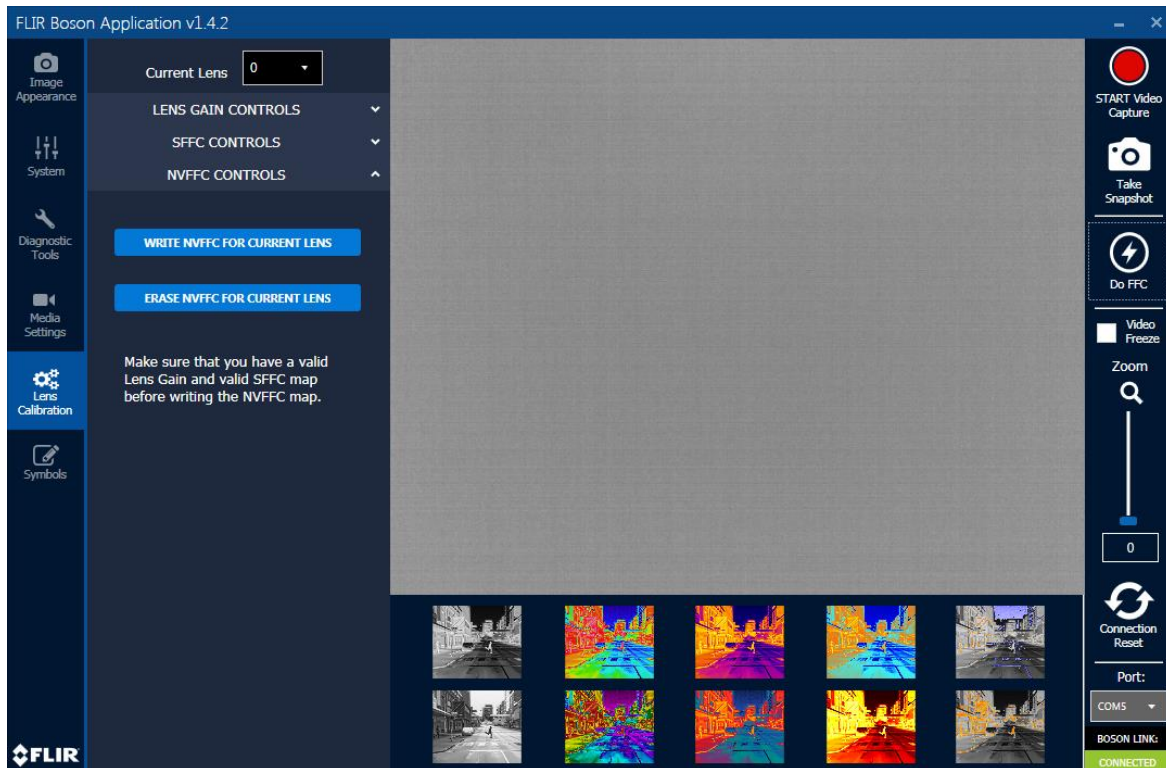 FLIR Boson Application v1.4.2
Image
Appearance
System
Diagnostic
Tools
Media
Settings
Lens
Calibration
Symbols
FLIR
Current Lens 0
LENS GAIN CONTROLS
SFFC CONTROLS
NVFFC CONTROLS
WRITE NVFFC FOR CURRENT LENS
ERASE NVFFC FOR CURRENT LENS
Make sure that you have a valid
Lens Gain and valid SFFC map
before writing the NVFFC map.
START Video
Capture
Take
Snapshot
Do FFC
Video
Freeze
Zoom
0
Connection
Reset
Port:
COM5
BOSON LINK:
CONNECTED